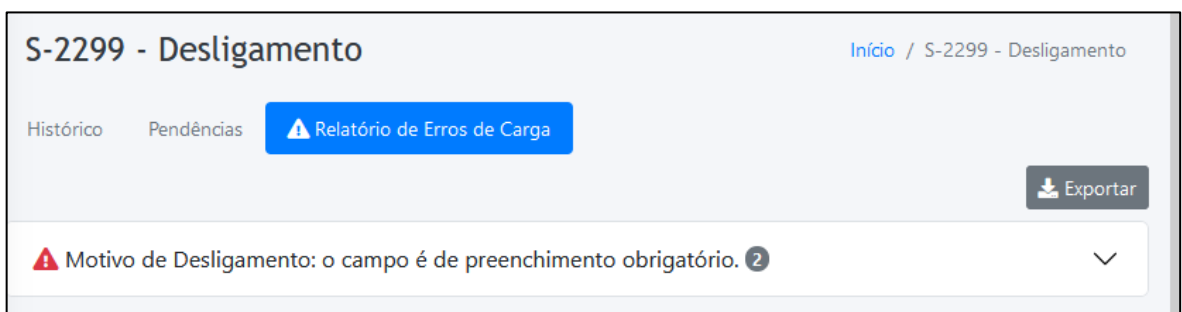 S-2299 - Desligamento
Início / S-2299 - Desligamento
Histórico Pendências Relatório de Erros de Carga
Exportar
Motivo de Desligamento: o campo é de preenchimento obrigatório. 2